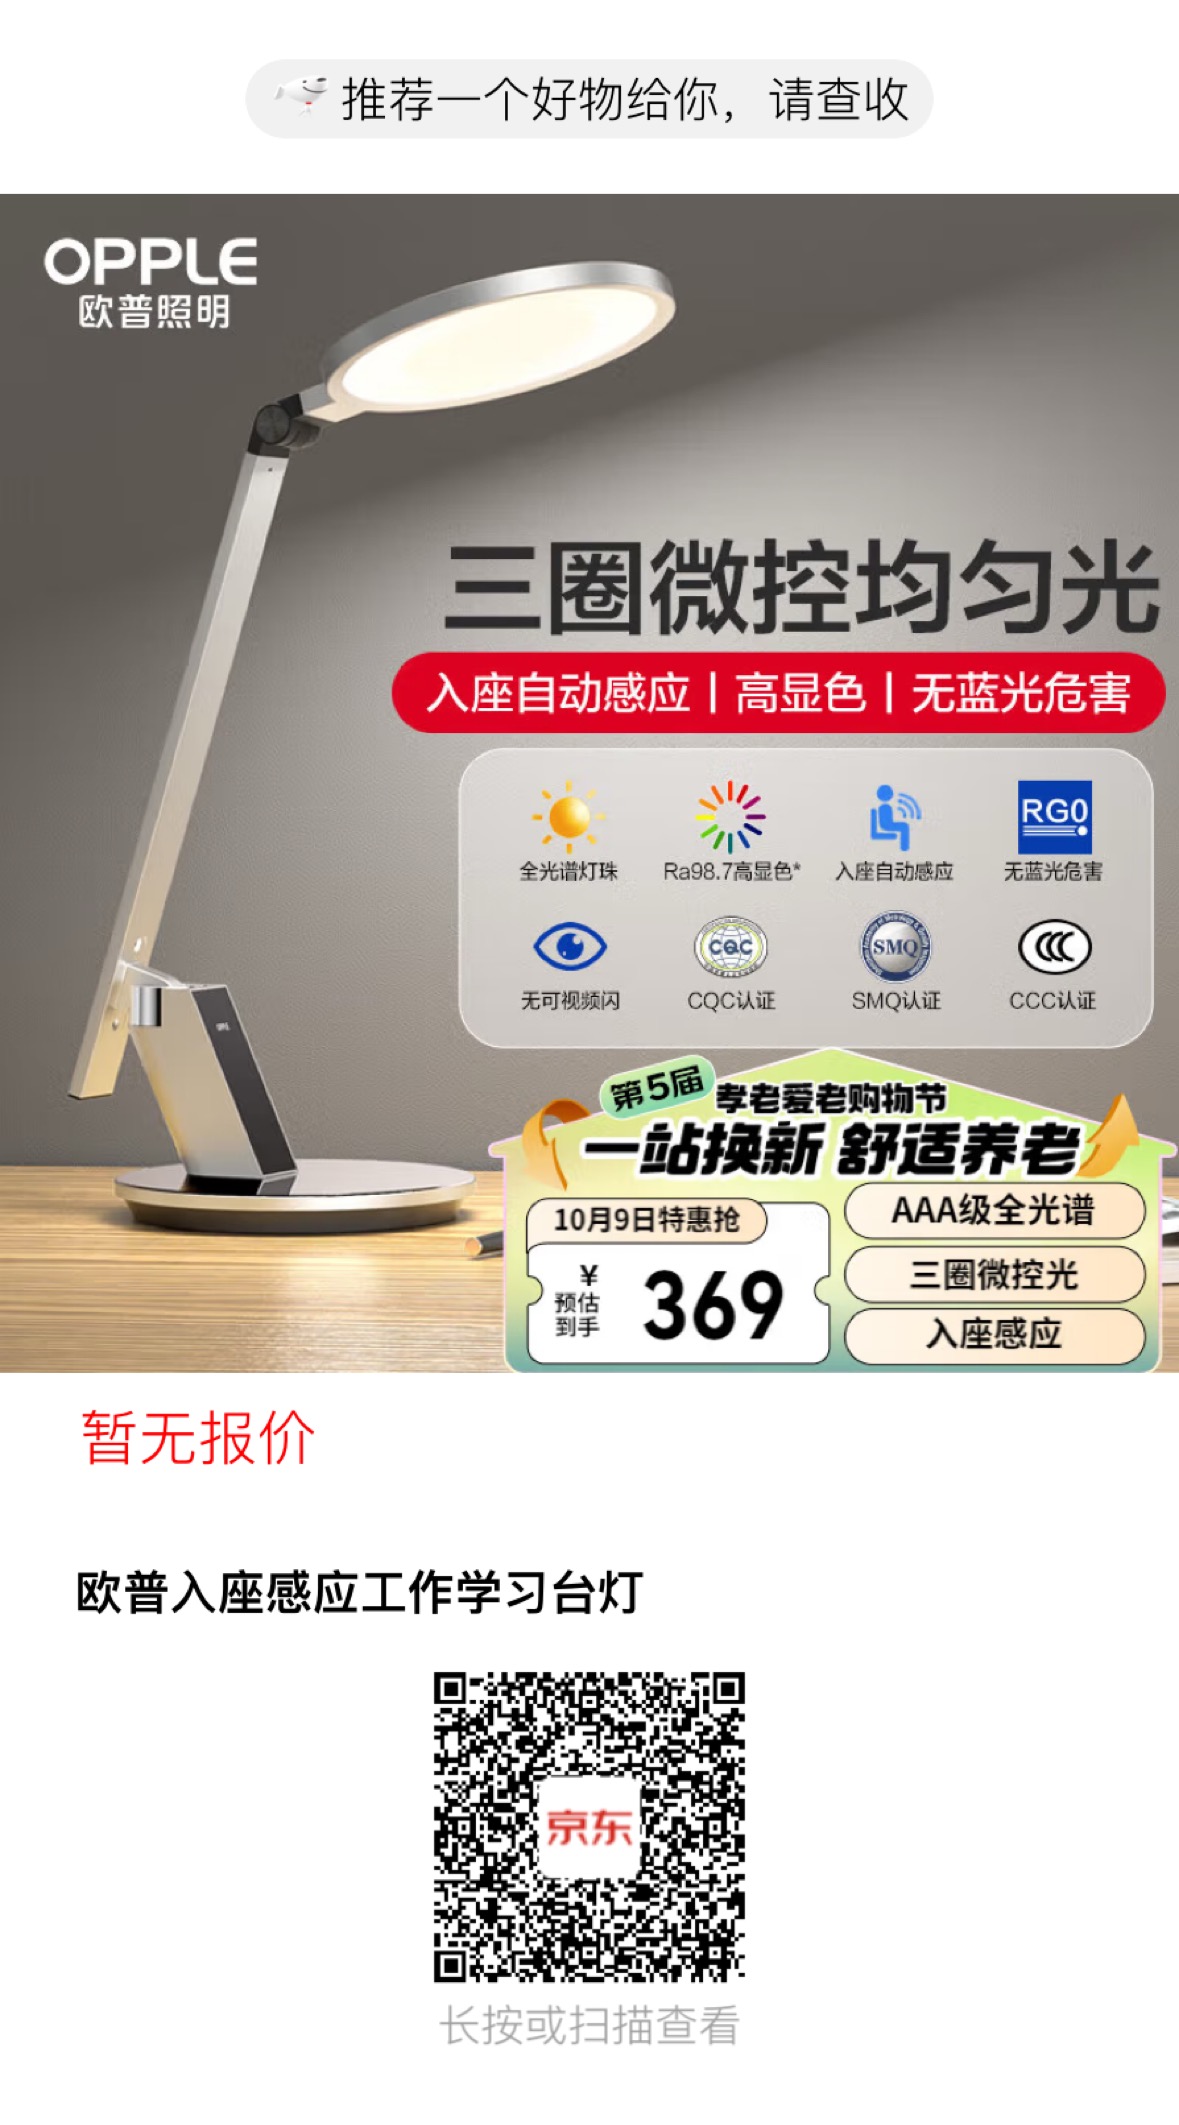 推荐一个好物给你，请查收
OPPLE
欧普照明
三圈微控均匀光
入座自动感应丨高显色丨无蓝光危害
RG0
全光谱灯珠 Ra98.7高显色* 入座自动感应 无蓝光危害
CQC SMQ
无可视频闪 CQC认证 SMQ认证 CCC认证
第5届 孝老爱老购物节
一站换新 舒适养老
10月9日特惠抢
¥
预估
到手
369
AAA级全光谱
三圈微控光
入座感应
暂无报价
欧普入座感应工作学习台灯
京东
长按或扫描查看